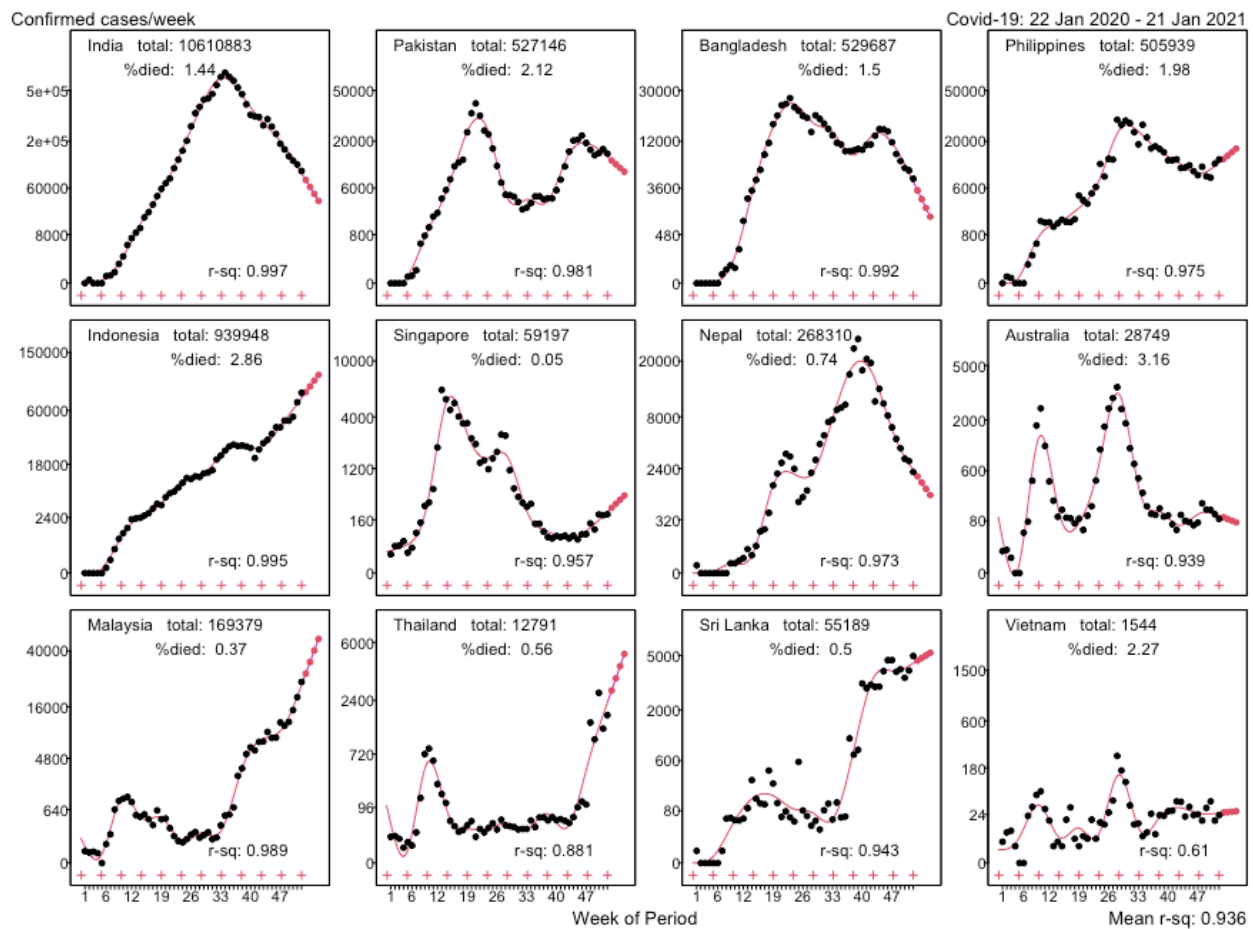 Confirmed cases/week
Covid-19: 22 Jan 2020 - 21 Jan 2021
India total: 10610883
%died: 1.44
5e+05
2e+05
60000
8000
0
r-sq: 0.997
Pakistan total: 527146
%died: 2.12
50000
20000
6000
800
0
r-sq: 0.981
Bangladesh total: 529687
%died: 1.5
30000
12000
3600
480
0
r-sq: 0.992
Philippines total: 505939
%died: 1.98
50000
20000
6000
800
0
r-sq: 0.975
Indonesia total: 939948
%died: 2.86
150000
60000
18000
2400
0
r-sq: 0.995
Singapore total: 59197
%died: 0.05
10000
4000
1200
160
0
r-sq: 0.957
Nepal total: 268310
%died: 0.74
20000
8000
2400
320
0
r-sq: 0.973
Australia total: 28749
%died: 3.16
5000
2000
600
80
0
r-sq: 0.939
Malaysia total: 169379
%died: 0.37
40000
16000
4800
640
0
r-sq: 0.989
1 6 12 19 26 33 40 47
Thailand total: 12791
%died: 0.56
6000
2400
720
96
0
r-sq: 0.881
1 6 12 19 26 33 40 47
Sri Lanka total: 55189
%died: 0.5
5000
2000
600
80
0
r-sq: 0.943
1 6 12 19 26 33 40 47
Vietnam total: 1544
%died: 2.27
1500
600
180
24
0
r-sq: 0.61
1 6 12 19 26 33 40 47
Week of Period
Mean r-sq: 0.936